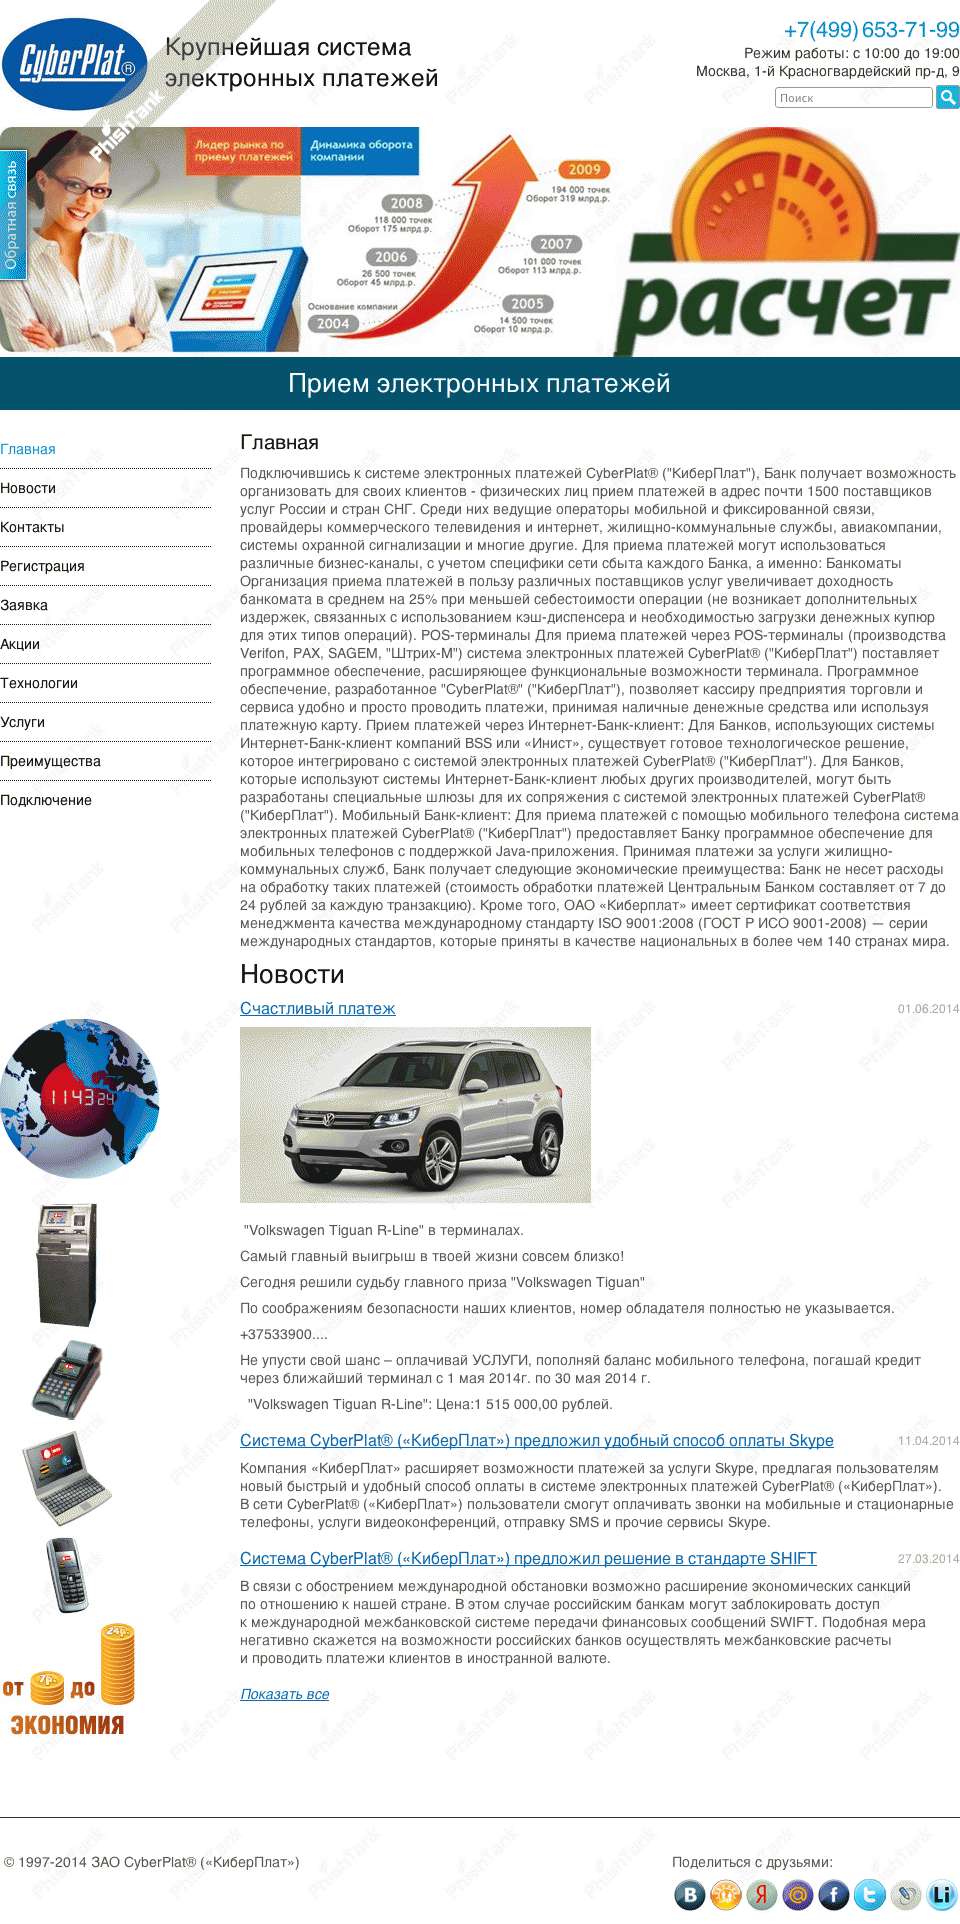 CyberPlat®
Крупнейшая система
электронных платежей
+7(499) 653-71-99
Режим работы: с 10:00 до 19:00
Москва, 1-й Красногвардейский пр-д, 9
Поиск
PhishTank
Обратная связь
Лидер рынка по
приему платежей
Динамика оборота
компании
2009
194 000 точек
Оборот 319 млрд.р.
2008
118 000 точек
Оборот 175 млрд.р.
2007
101 000 точек
Оборот 113 млрд.р.
2006
26 500 точек
Оборот 45 млрд.р.
2005
14 500 точек
Оборот 10 млрд.р.
Основание компании
2004
расчет
Прием электронных платежей
Главная
Новости
Контакты
Регистрация
Заявка
Акции
Технологии
Услуги
Преимущества
Подключение
Главная
Подключившись к системе электронных платежей CyberPlat® ("КиберПлат"), Банк получает возможность
организовать для своих клиентов - физических лиц прием платежей в адрес почти 1500 поставщиков
услуг России и стран СНГ. Среди них ведущие операторы мобильной и фиксированной связи,
провайдеры коммерческого телевидения и интернет, жилищно-коммунальные службы, авиакомпании,
системы охранной сигнализации и многие другие. Для приема платежей могут использоваться
различные бизнес-каналы, с учетом специфики сети сбыта каждого Банка, а именно: Банкоматы
Организация приема платежей в пользу различных поставщиков услуг увеличивает доходность
банкомата в среднем на 25% при меньшей себестоимости операции (не возникает дополнительных
издержек, связанных с использованием кэш-диспенсера и необходимостью загрузки денежных купюр
для этих типов операций). POS-терминалы Для приема платежей через POS-терминалы (производства
Verifon, PAX, SAGEM, "Штрих-М") система электронных платежей CyberPlat® ("КиберПлат") поставляет
программное обеспечение, расширяющее функциональные возможности терминала. Программное
обеспечение, разработанное "CyberPlat®" ("КиберПлат"), позволяет кассиру предприятия торговли и
сервиса удобно и просто проводить платежи, принимая наличные денежные средства или используя
платежную карту. Прием платежей через Интернет-Банк-клиент: Для Банков, использующих системы
Интернет-Банк-клиент компаний BSS или «Инист», существует готовое технологическое решение,
которое интегрировано с системой электронных платежей CyberPlat® ("КиберПлат"). Для Банков,
которые используют системы Интернет-Банк-клиент любых других производителей, могут быть
разработаны специальные шлюзы для их сопряжения с системой электронных платежей CyberPlat®
("КиберПлат"). Мобильный Банк-клиент: Для приема платежей с помощью мобильного телефона система
электронных платежей CyberPlat® ("КиберПлат") предоставляет Банку программное обеспечение для
мобильных телефонов с поддержкой Java-приложения. Принимая платежи за услуги жилищно-
коммунальных служб, Банк получает следующие экономические преимущества: Банк не несет расходы
на обработку таких платежей (стоимость обработки платежей Центральным Банком составляет от 7 до
24 рублей за каждую транзакцию). Кроме того, ОАО «Киберплат» имеет сертификат соответствия
менеджмента качества международному стандарту ISO 9001:2008 (ГОСТ Р ИСО 9001-2008) — серии
международных стандартов, которые приняты в качестве национальных в более чем 140 странах мира.
Новости
Счастливый платеж
01.06.2014
"Volkswagen Tiguan R-Line" в терминалах.
Самый главный выигрыш в твоей жизни совсем близко!
Сегодня решили судьбу главного приза "Volkswagen Tiguan"
По соображениям безопасности наших клиентов, номер обладателя полностью не указывается.
+37533900....
Не упусти свой шанс – оплачивай УСЛУГИ, пополняй баланс мобильного телефона, погашай кредит
через ближайший терминал с 1 мая 2014г. по 30 мая 2014 г.
"Volkswagen Tiguan R-Line": Цена:1 515 000,00 рублей.
Система CyberPlat® («КиберПлат») предложил удобный способ оплаты Skype
11.04.2014
Компания «КиберПлат» расширяет возможности платежей за услуги Skype, предлагая пользователям
новый быстрый и удобный способ оплаты в системе электронных платежей CyberPlat® («КиберПлат»).
В сети CyberPlat® («КиберПлат») пользователи смогут оплачивать звонки на мобильные и стационарные
телефоны, услуги видеоконференций, отправку SMS и прочие сервисы Skype.
Система CyberPlat® («КиберПлат») предложил решение в стандарте SHIFT
27.03.2014
В связи с обострением международной обстановки возможно расширение экономических санкций
по отношению к нашей стране. В этом случае российским банкам могут заблокировать доступ
к международной межбанковской системе передачи финансовых сообщений SWIFT. Подобная мера
негативно скажется на возможности российских банков осуществлять межбанковские расчеты
и проводить платежи клиентов в иностранной валюте.
Показать все
1143 24
24р.
от 7р. до
ЭКОНОМИЯ
© 1997-2014 ЗАО CyberPlat® («КиберПлат»)
Поделиться с друзьями: